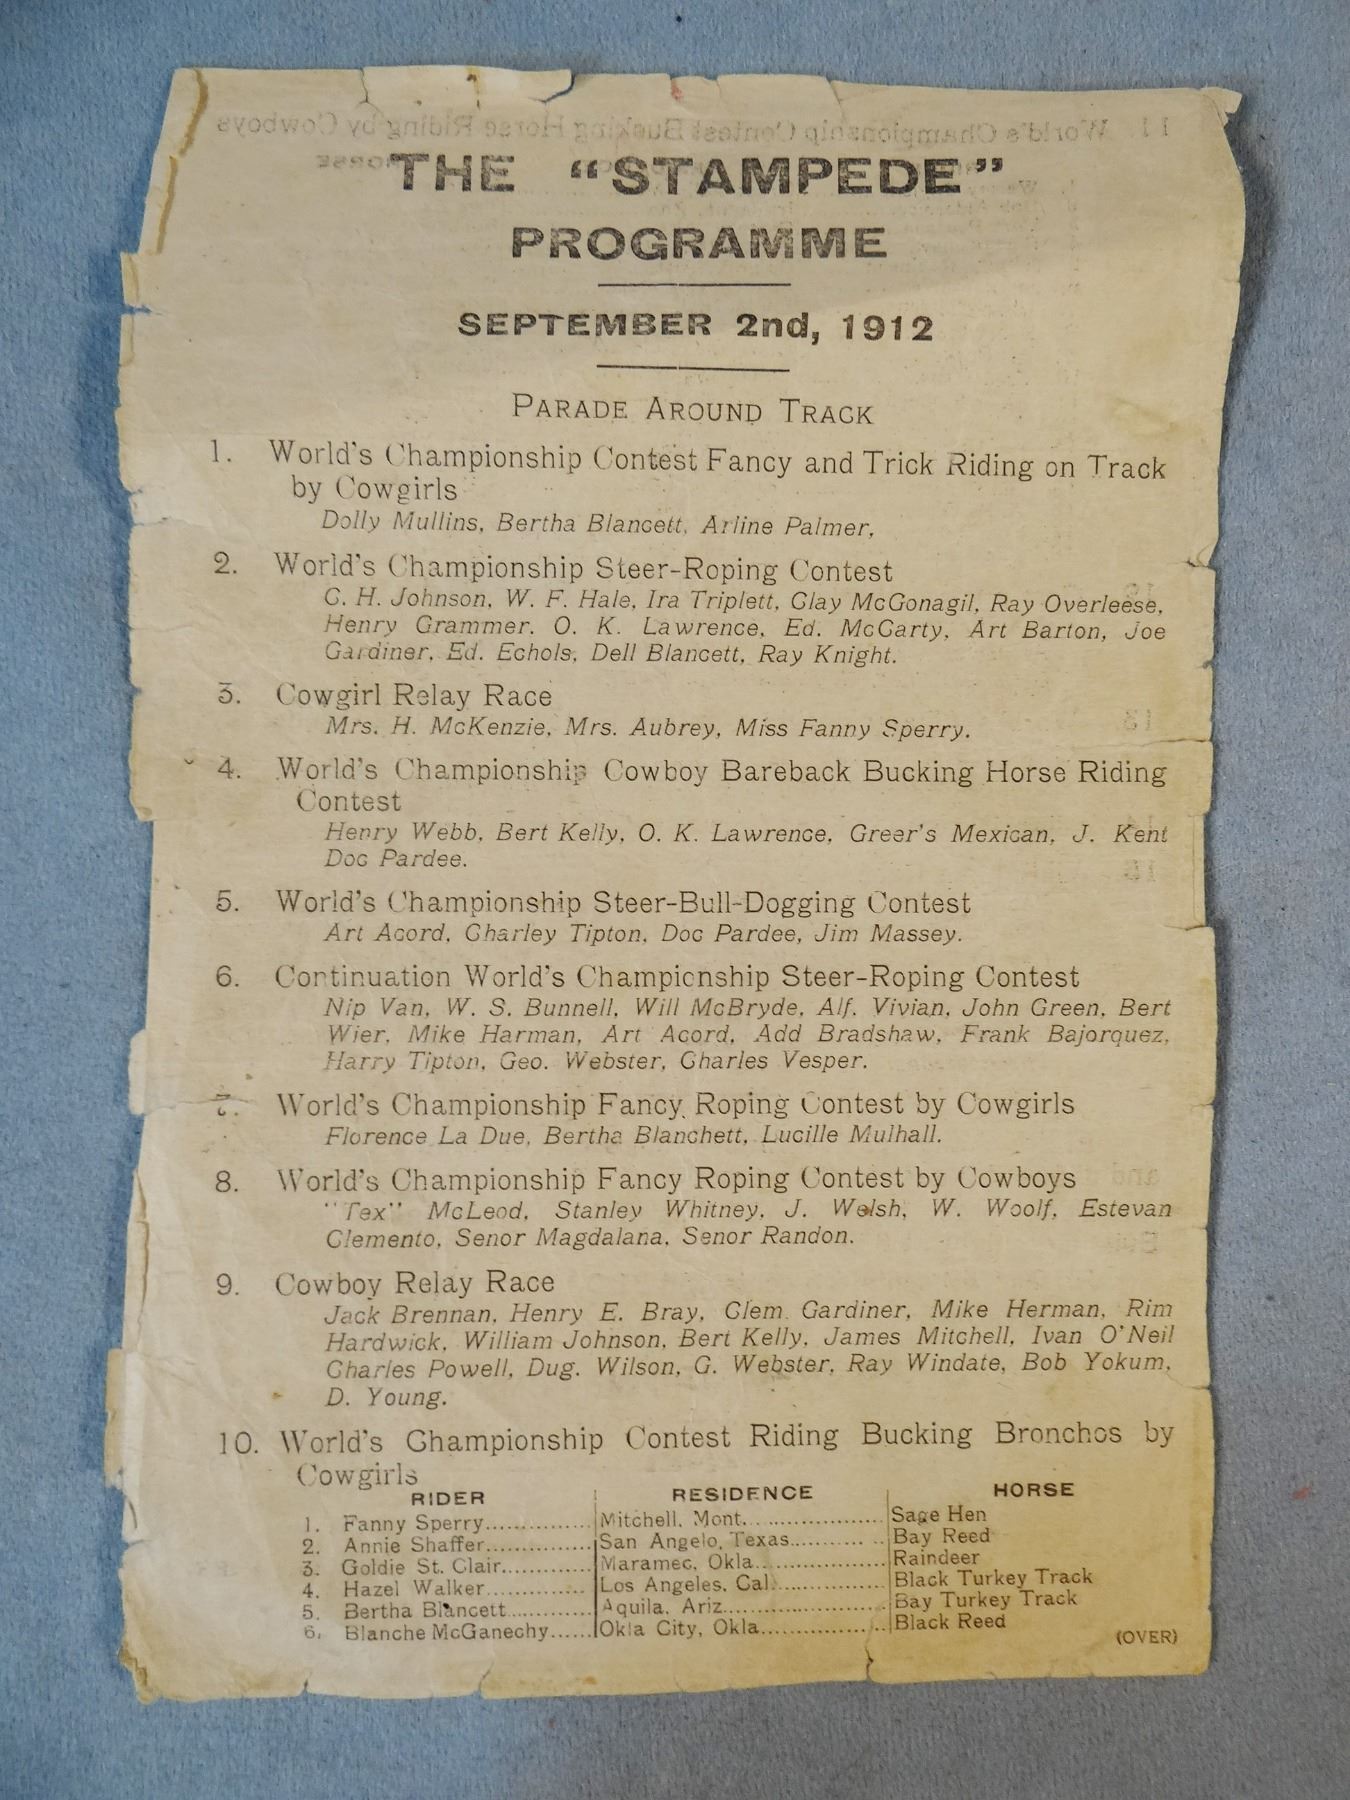 THE "STAMPEDE"
PROGRAMME
SEPTEMBER 2nd, 1912
PARADE AROUND TRACK
1. World's Championship Contest Fancy and Trick Riding on Track
by Cowgirls
Dolly Mullins, Bertha Blancett, Arline Palmer,
2. World's Championship Steer-Roping Contest
C. H. Johnson, W. F. Hale, Ira Triplett, Clay McGonagil, Ray Overleese,
Henry Grammer. O. K. Lawrence, Ed. McCarty, Art Barton, Joe
Gardiner, Ed. Echols, Dell Blancett, Ray Knight.
3. Cowgirl Relay Race
Mrs. H. McKenzie, Mrs. Aubrey, Miss Fanny Sperry.
4. World's Championship Cowboy Bareback Bucking Horse Riding
Contest
Henry Webb, Bert Kelly, O. K. Lawrence, Greer's Mexican, J. Kent
Doc Pardee.
5. World's Championship Steer-Bull-Dogging Contest
Art Acord, Charley Tipton, Doc Pardee, Jim Massey.
6. Continuation World's Championship Steer-Roping Contest
Nip Van, W. S. Bunnell, Will McBryde, Alf. Vivian, John Green, Bert
Wier, Mike Harman, Art Acord, Add Bradshaw, Frank Bajorquez,
Harry Tipton, Geo. Webster, Charles Vesper.
7. World's Championship Fancy Roping Contest by Cowgirls
Florence La Due, Bertha Blanchett, Lucille Mulhall.
8. World's Championship Fancy Roping Contest by Cowboys
"Tex" McLeod, Stanley Whitney, J. Welsh, W. Woolf, Estevan
Clemento, Senor Magdalana, Senor Randon.
9. Cowboy Relay Race
Jack Brennan, Henry E. Bray, Clem. Gardiner, Mike Herman, Rim
Hardwick, William Johnson, Bert Kelly, James Mitchell, Ivan O'Neil
Charles Powell, Dug. Wilson, G. Webster, Ray Windate, Bob Yokum,
D. Young.
10. World's Championship Contest Riding Bucking Bronchos by
Cowgirls
RIDER RESIDENCE HORSE
1. Fanny Sperry Mitchell, Mont. Sage Hen
2. Annie Shaffer San Angelo, Texas Bay Reed
3. Goldie St. Clair Maramec, Okla. Raindeer
4. Hazel Walker Los Angeles, Cal. Black Turkey Track
5. Bertha Blancett Aquila, Ariz. Bay Turkey Track
6. Blanche McGanechy Okla City, Okla. Black Reed
(OVER)